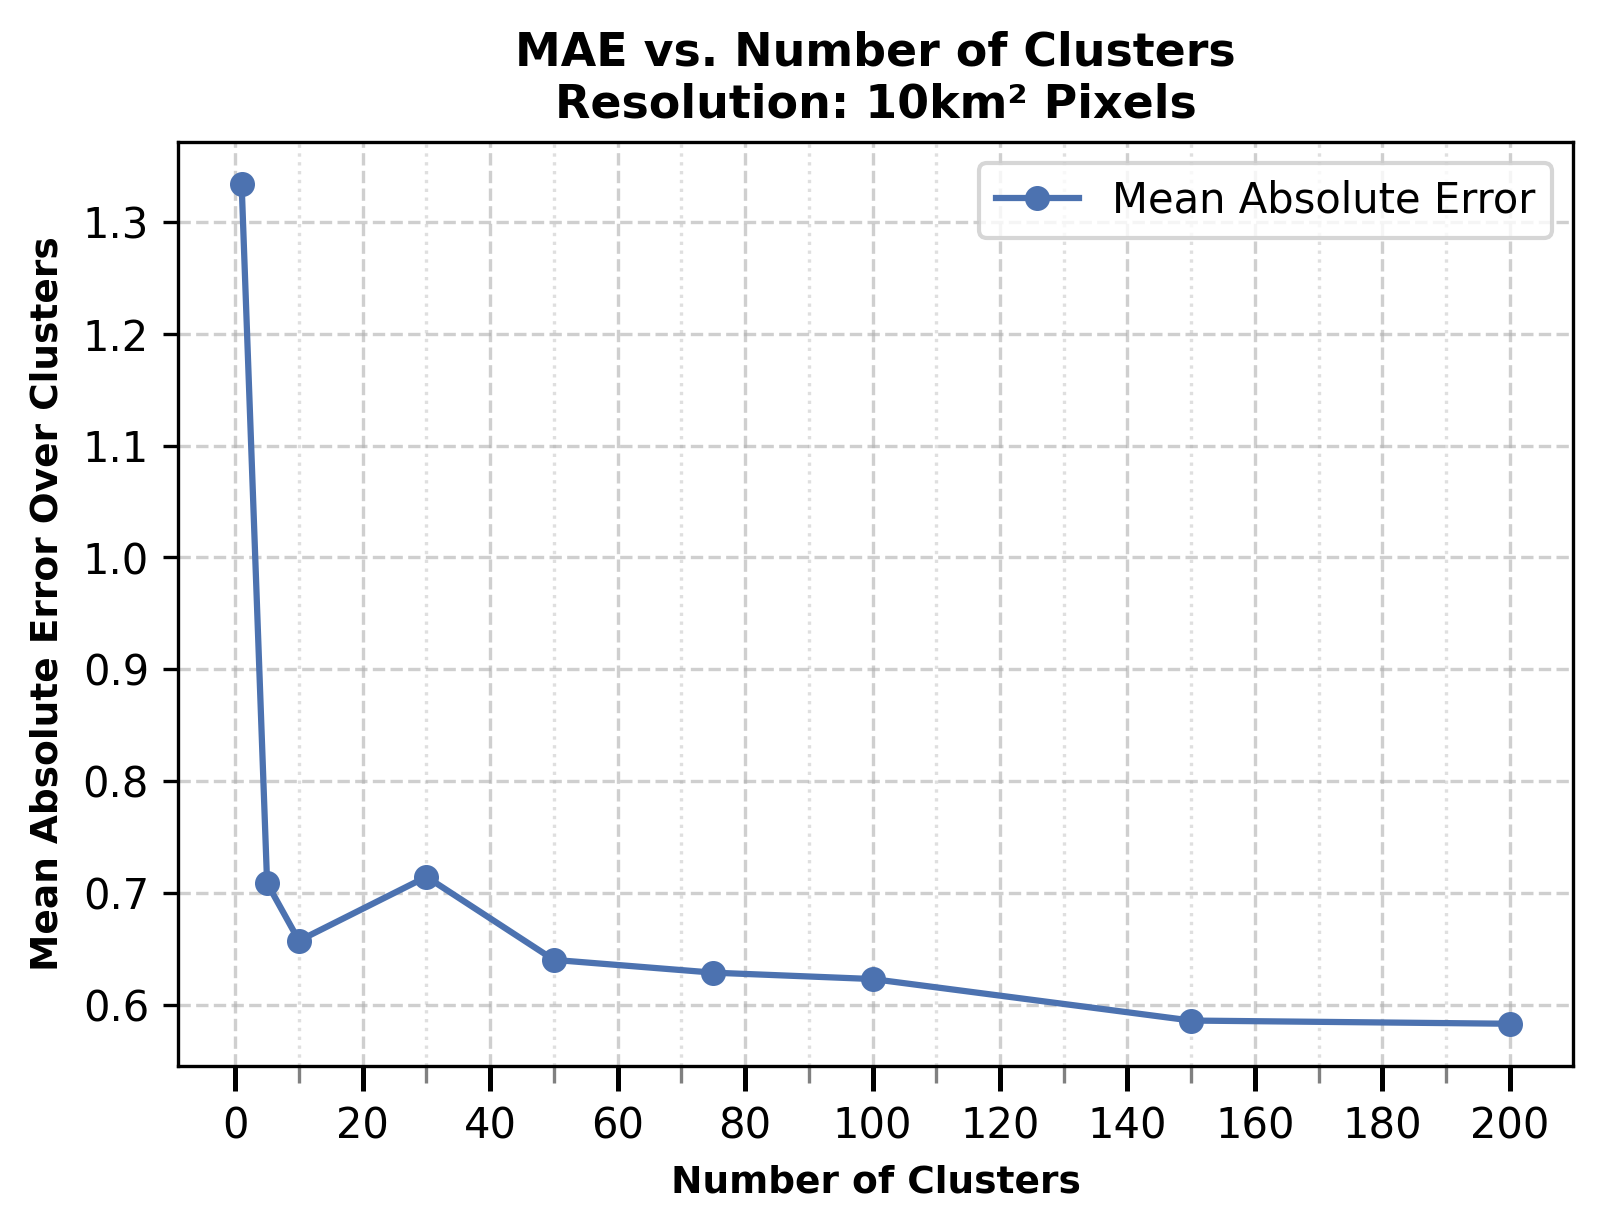 MAE vs. Number of Clusters
Resolution: 10km² Pixels
Mean Absolute Error
Mean Absolute Error Over Clusters
1.3
1.2
1.1
1.0
0.9
0.8
0.7
0.6
0 20 40 60 80 100 120 140 160 180 200
Number of Clusters